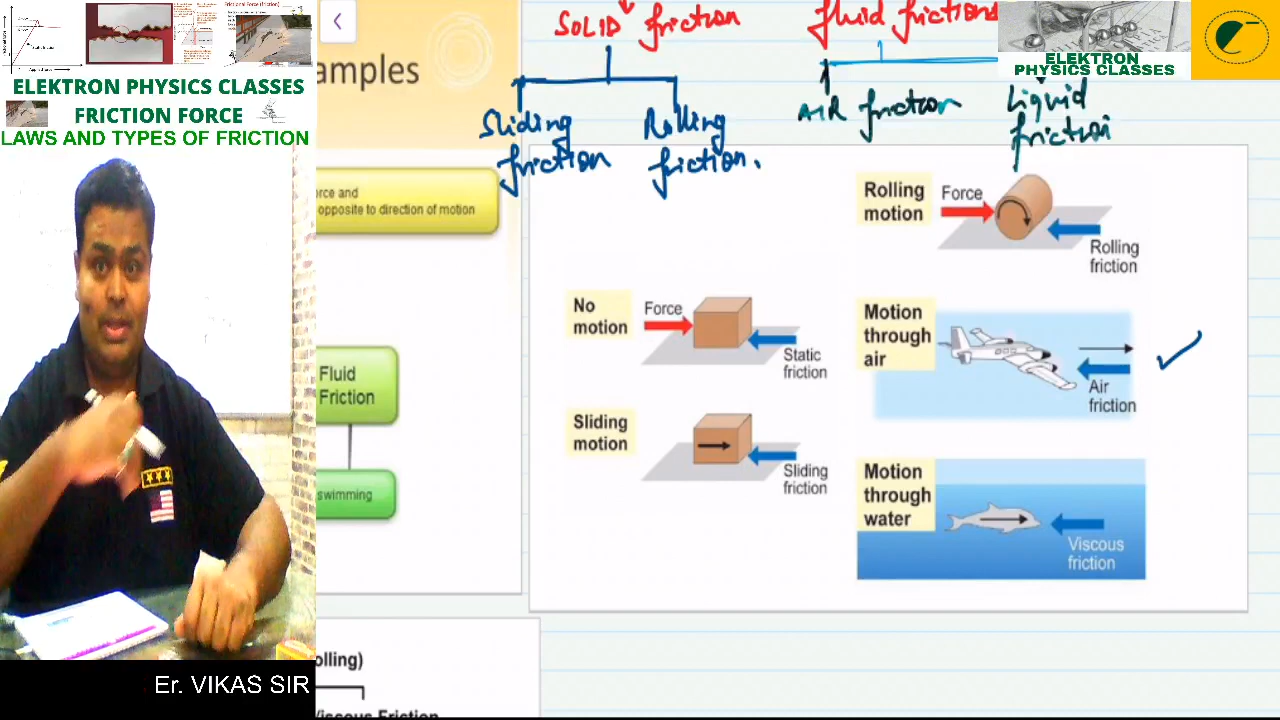 ELEKTRON PHYSICS CLASSES
FRICTION FORCE
LAWS AND TYPES OF FRICTION
SOLID friction
fluid frictions
Sliding
friction
Rolling
friction.
AIR friction
Liquid
friction
ELEKTRON
PHYSICS CLASSES
amples
orce and
opposite to direction of motion
Fluid
Friction
swimming
No
motion
Force
Static
friction
Sliding
motion
Sliding
friction
Rolling
motion
Force
Rolling
friction
Motion
through
air
Air
friction
Motion
through
water
Viscous
friction
olling)
Viscous Friction
Er. VIKAS SIR